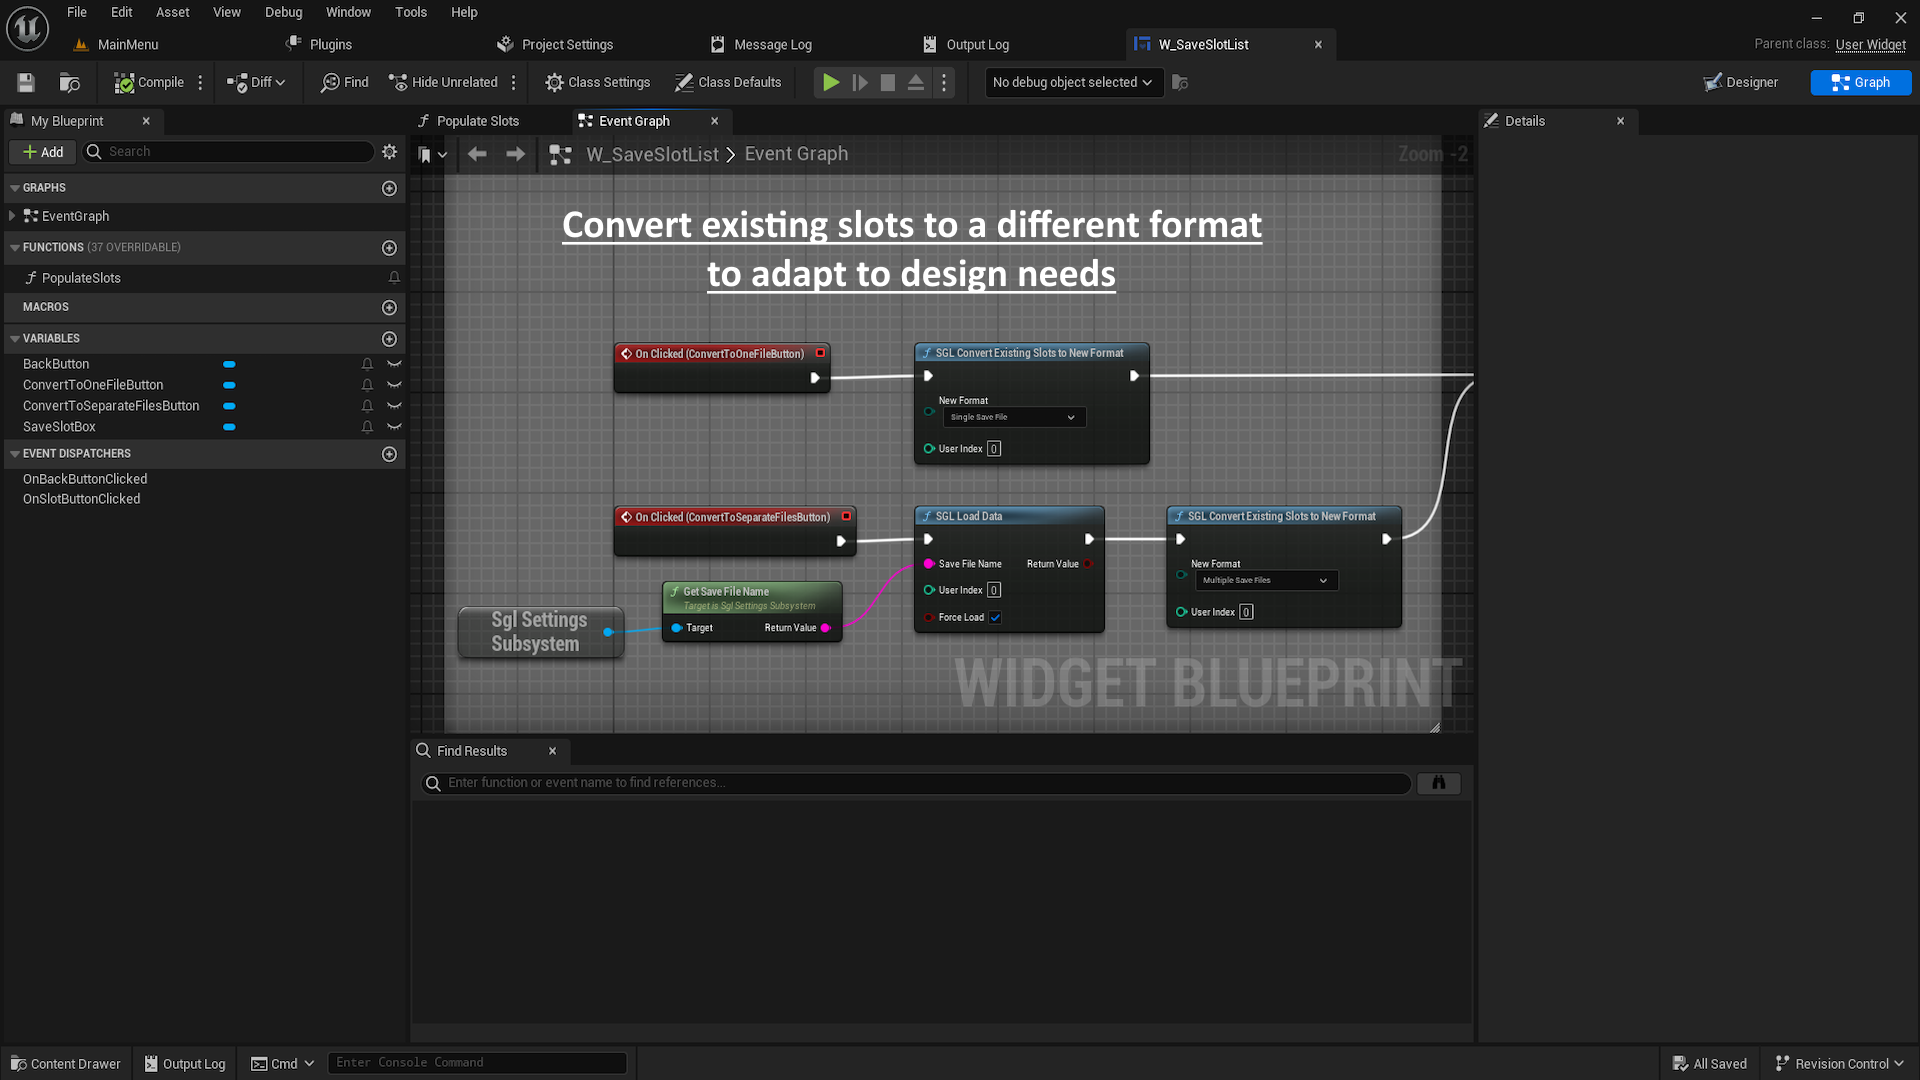 File Edit Asset View Debug Window Tools Help
MainMenu Plugins Project Settings Message Log Output Log W_SaveSlotList
Parent class: User Widget
Compile Diff Find Hide Unrelated Class Settings Class Defaults No debug object selected Designer Graph
My Blueprint Populate Slots Event Graph Details
Add Search
W_SaveSlotList Event Graph Zoom -2
GRAPHS
EventGraph
FUNCTIONS (37 OVERRIDABLE)
PopulateSlots
MACROS
VARIABLES
BackButton
ConvertToOneFileButton
ConvertToSeparateFilesButton
SaveSlotBox
EVENT DISPATCHERS
OnBackButtonClicked
OnSlotButtonClicked
Convert existing slots to a different format
to adapt to design needs
On Clicked (ConvertToOneFileButton)
SGL Convert Existing Slots to New Format
New Format
Single Save File
User Index 0
On Clicked (ConvertToSeparateFilesButton)
Sgl Settings
Subsystem
Get Save File Name
Target is Sgl Settings Subsystem
Target Return Value
SGL Load Data
Save File Name Return Value
User Index 0
Force Load
SGL Convert Existing Slots to New Format
New Format
Multiple Save Files
User Index 0
WIDGET BLUEPRINT
Find Results
Enter function or event name to find references...
Content Drawer Output Log Cmd Enter Console Command All Saved Revision Control